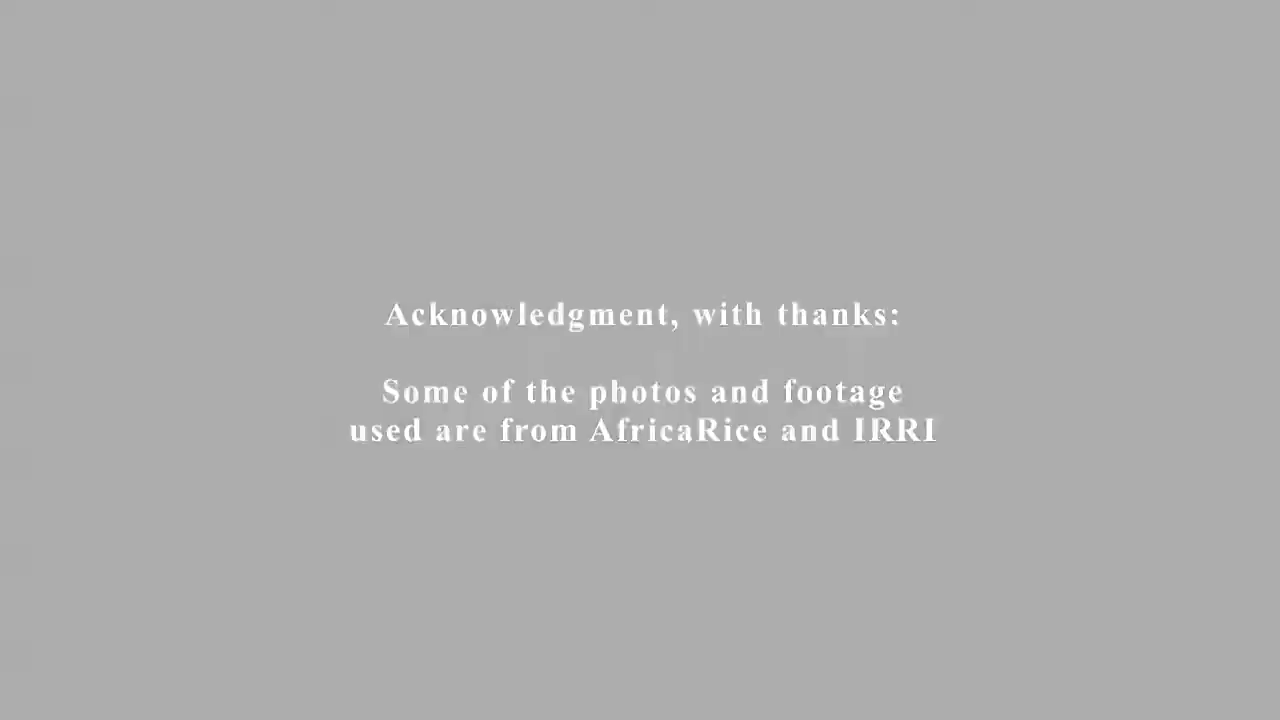 Acknowledgment, with thanks:
Some of the photos and footage
used are from AfricaRice and IRRI